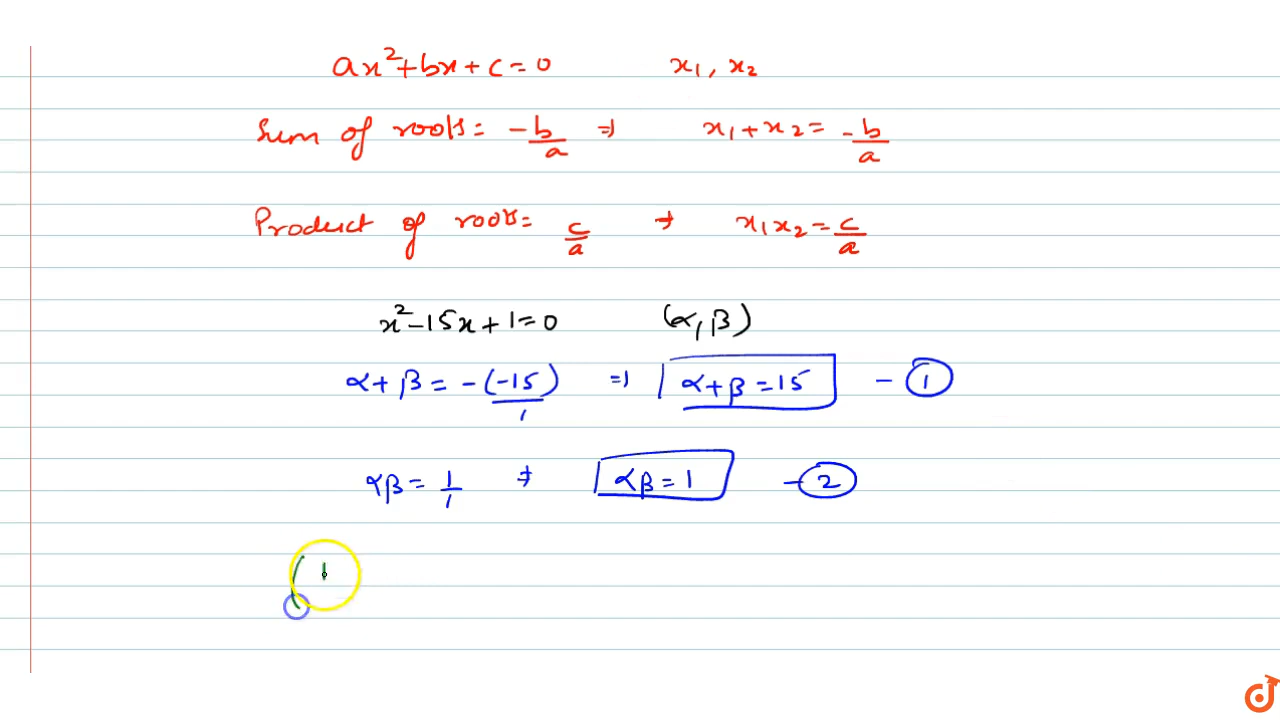 ax²+bx+c=0 x₁, x₂
Sum of roots = -b/a ⇒ x₁+x₂ = -b/a
Product of roots = c/a ⇒ x₁x₂ = c/a
x²-15x+1=0 (α, β)
α+β = -(-15)/1 ⇒ α+β=15 - ①
αβ = 1/1 ⇒ αβ=1 - ②
(1